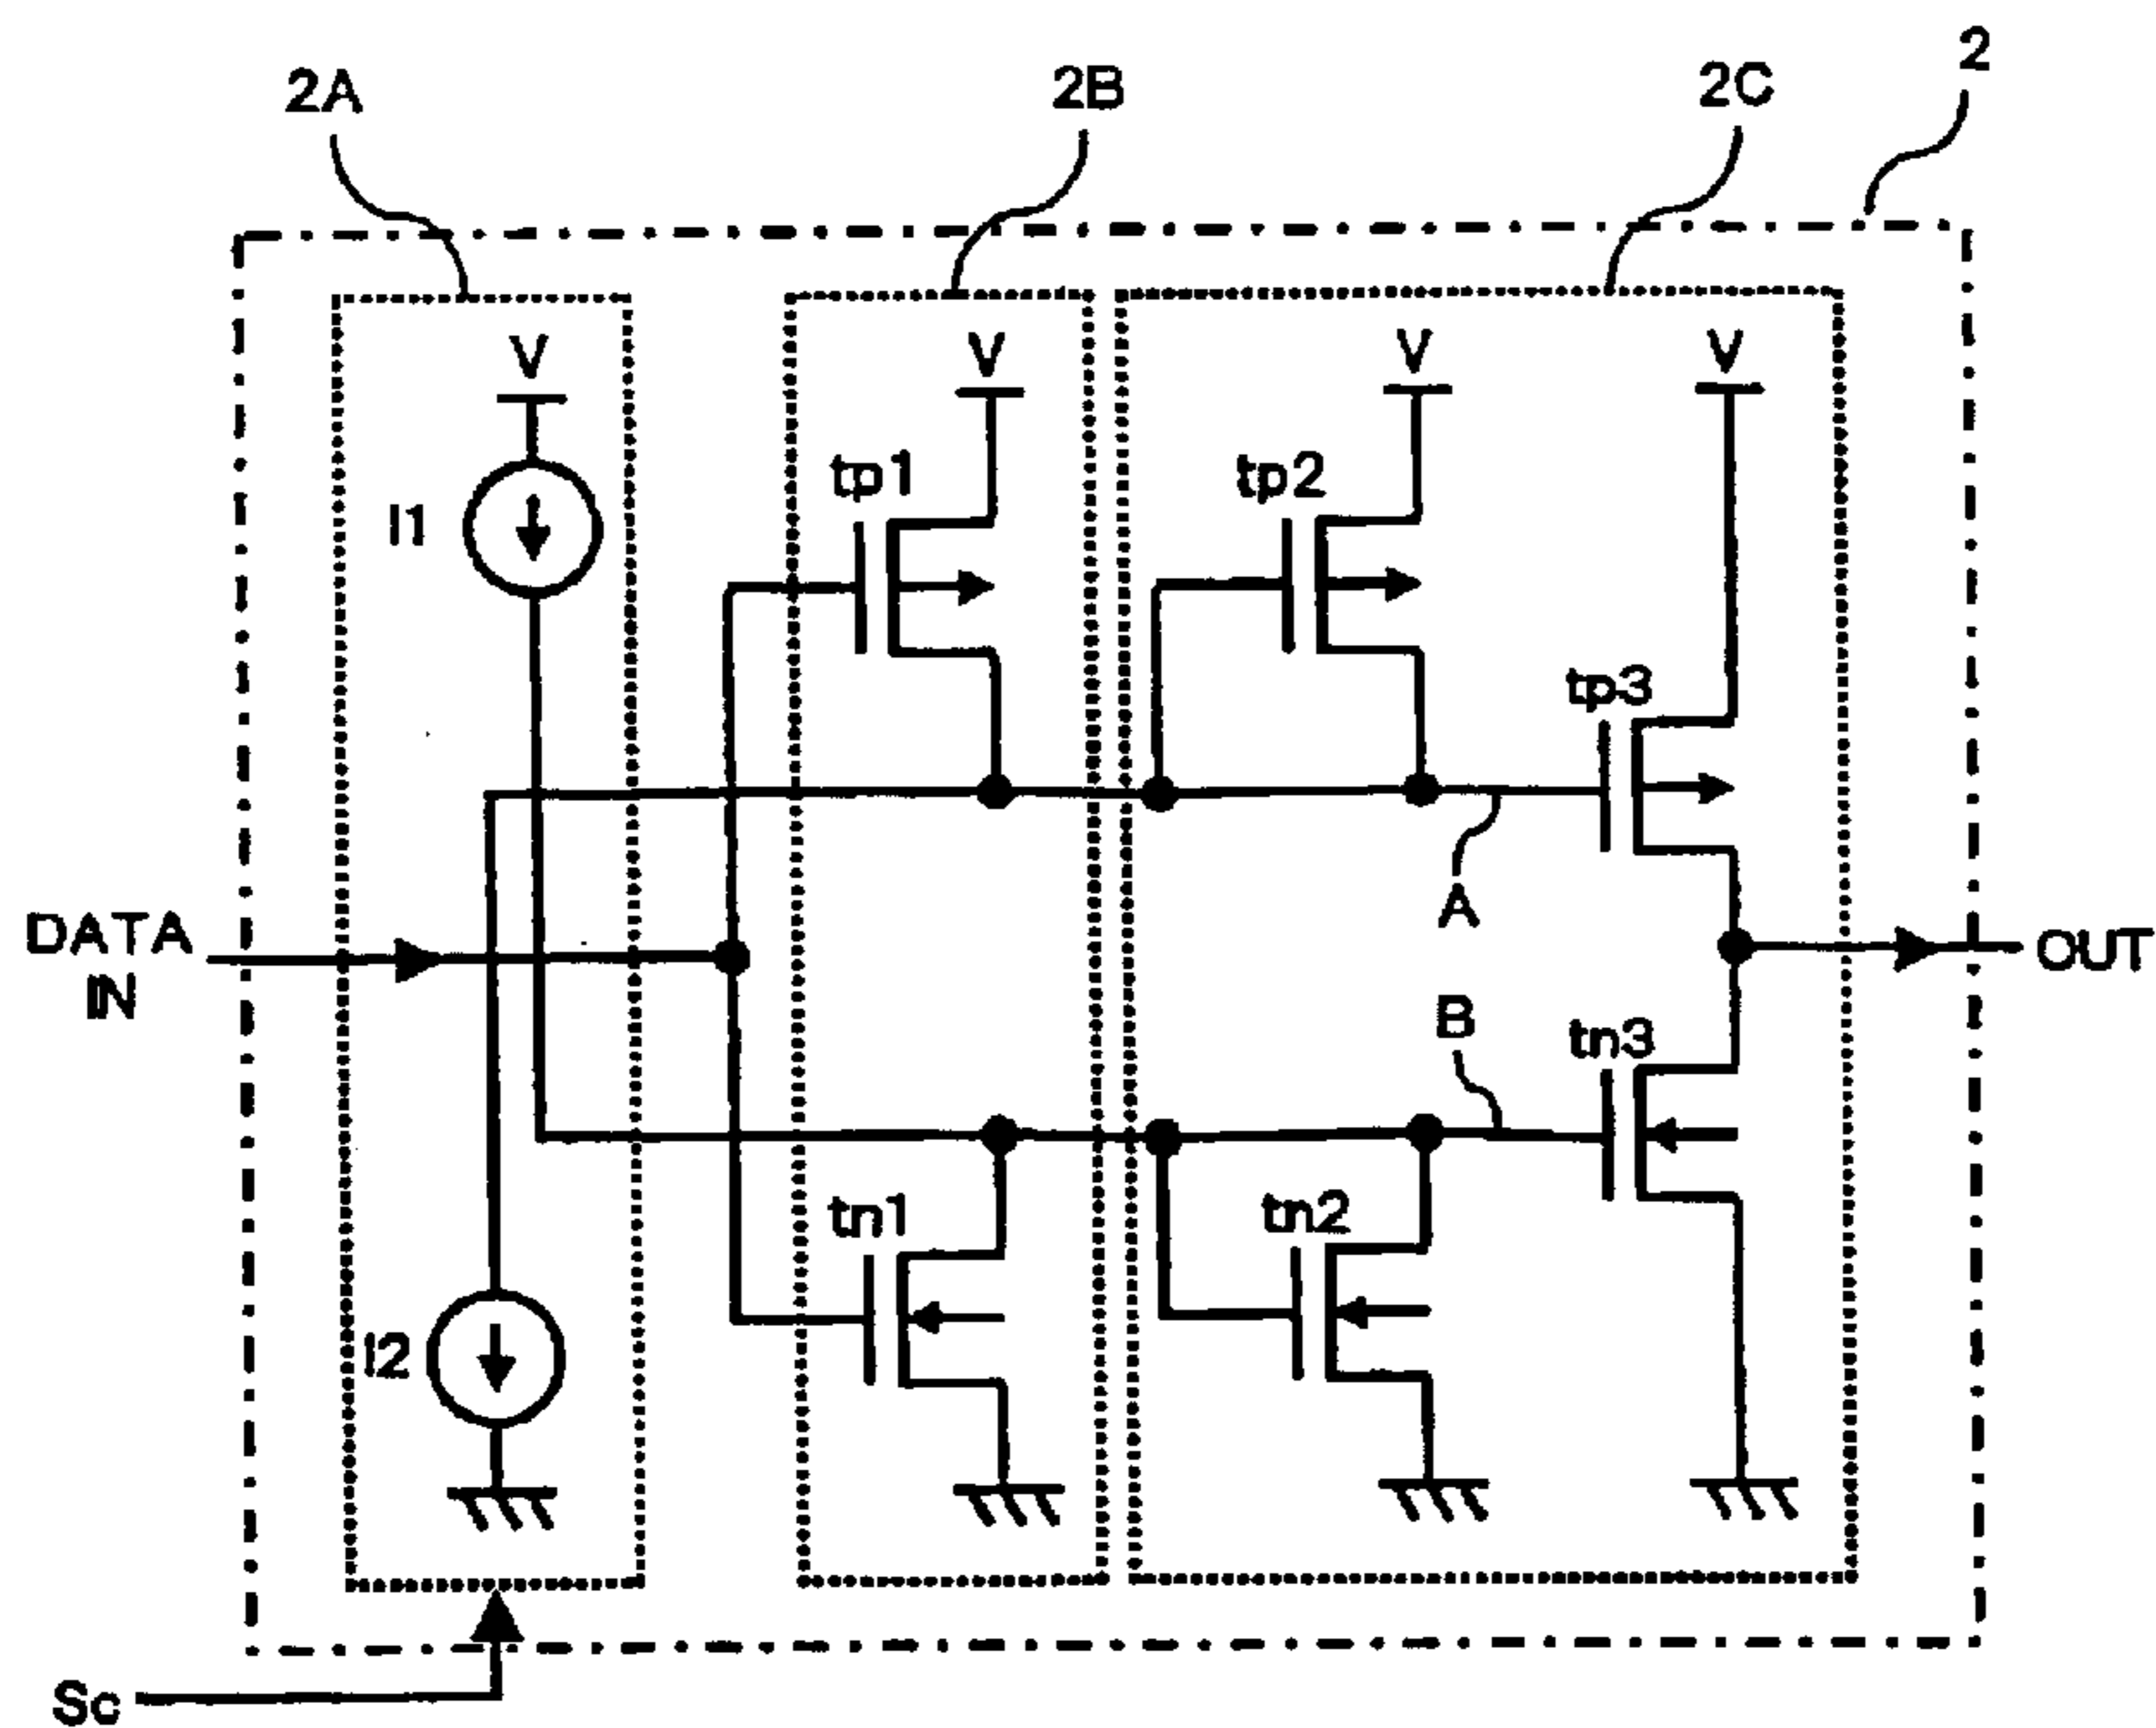 2
2A
2B
2C
V
V
V
V
tp1
tp2
I1
tp3
A
DATA
IN
OUT
B
tn3
tn1
tn2
I2
Sc